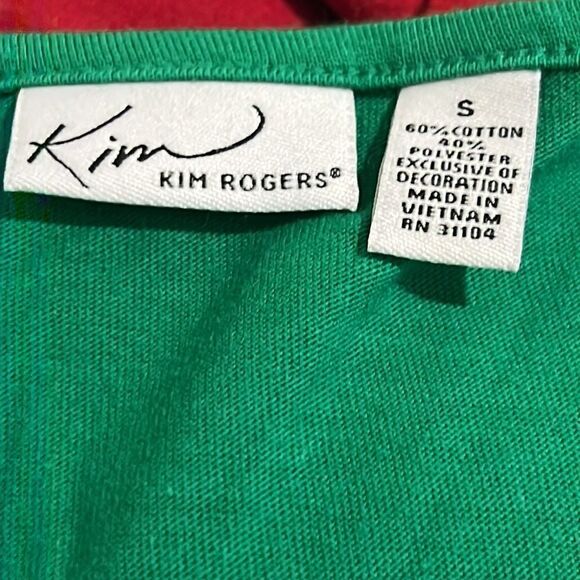 Kim
KIM ROGERS®
S
60% COTTON
40%
POLYESTER
EXCLUSIVE OF
DECORATION
MADE IN
VIETNAM
RN 31104